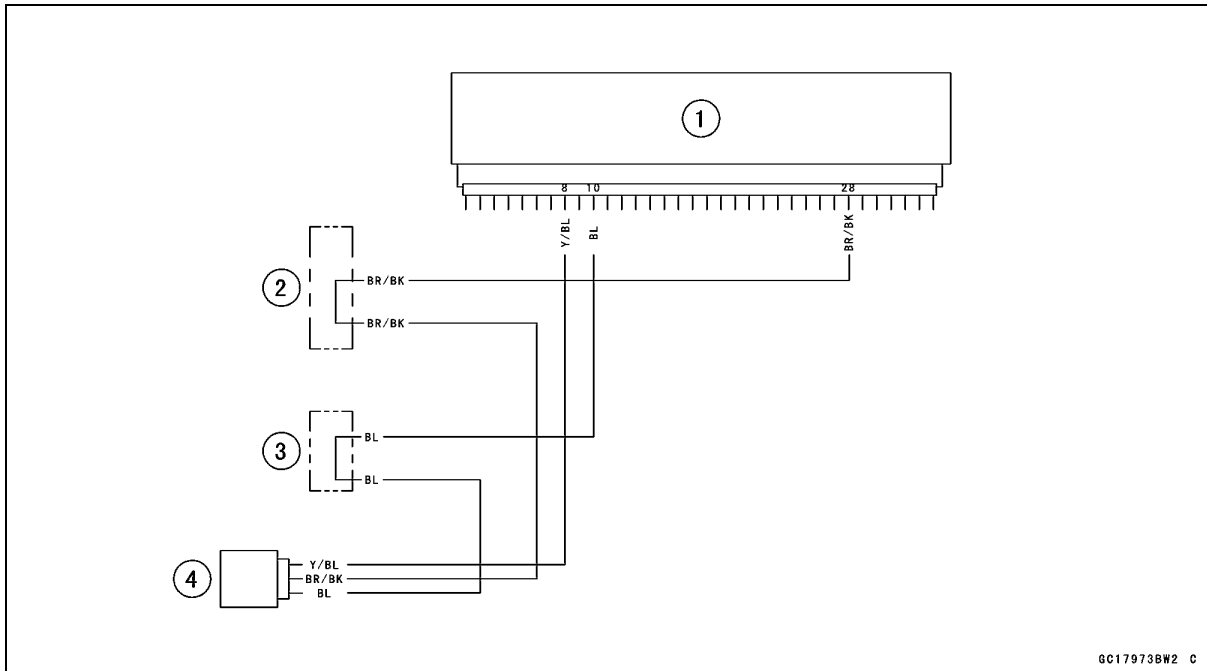 1
8 10 28
Y/BL BL BR/BK
2 BR/BK
BR/BK
3 BL
BL
4 Y/BL
BR/BK
BL
GC17973BW2 C